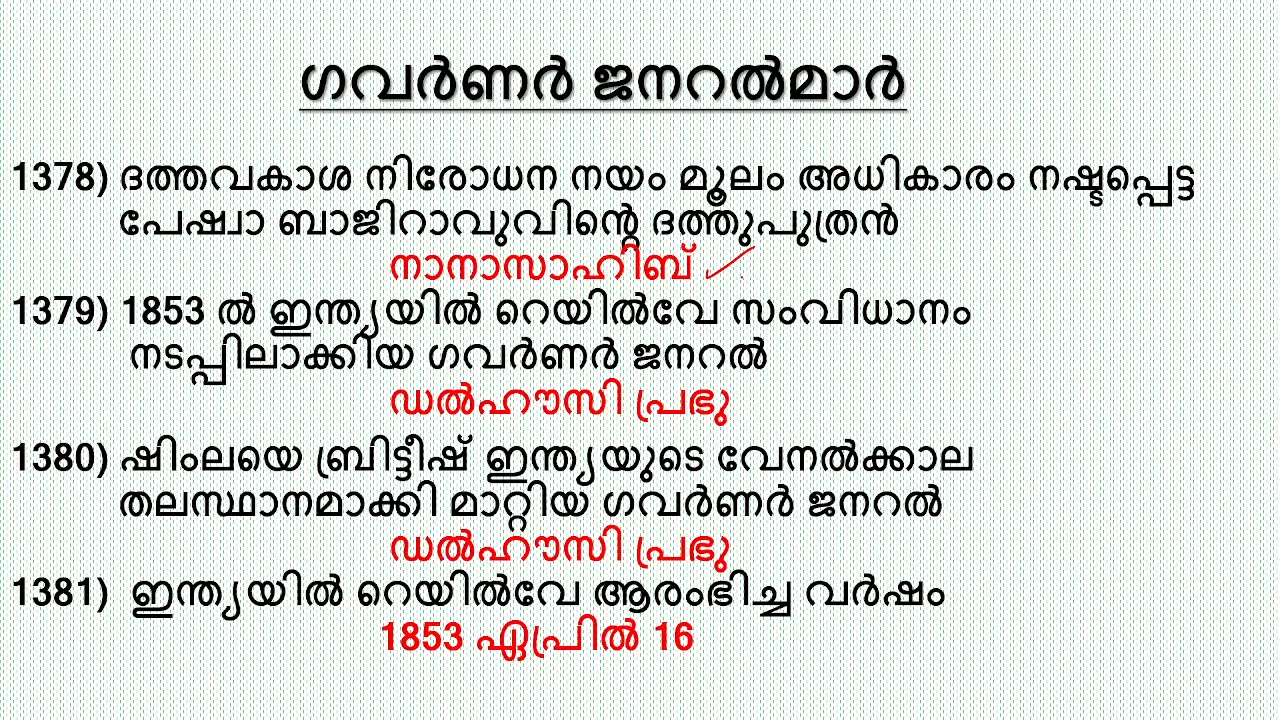 ഗവർണർ ജനറൽമാർ
1378) ദത്തവകാശ നിരോധന നയം മൂലം അധികാരം നഷ്ടപ്പെട്ട
പേഷ്വാ ബാജിറാവുവിന്റെ ദത്തുപുത്രൻ
നാനാസാഹിബ്
1379) 1853 ൽ ഇന്ത്യയിൽ റെയിൽവേ സംവിധാനം
നടപ്പിലാക്കിയ ഗവർണർ ജനറൽ
ഡൽഹൗസി പ്രഭു
1380) ഷിംലയെ ബ്രിട്ടീഷ് ഇന്ത്യയുടെ വേനൽക്കാല
തലസ്ഥാനമാക്കി മാറ്റിയ ഗവർണർ ജനറൽ
ഡൽഹൗസി പ്രഭു
1381) ഇന്ത്യയിൽ റെയിൽവേ ആരംഭിച്ച വർഷം
1853 ഏപ്രിൽ 16